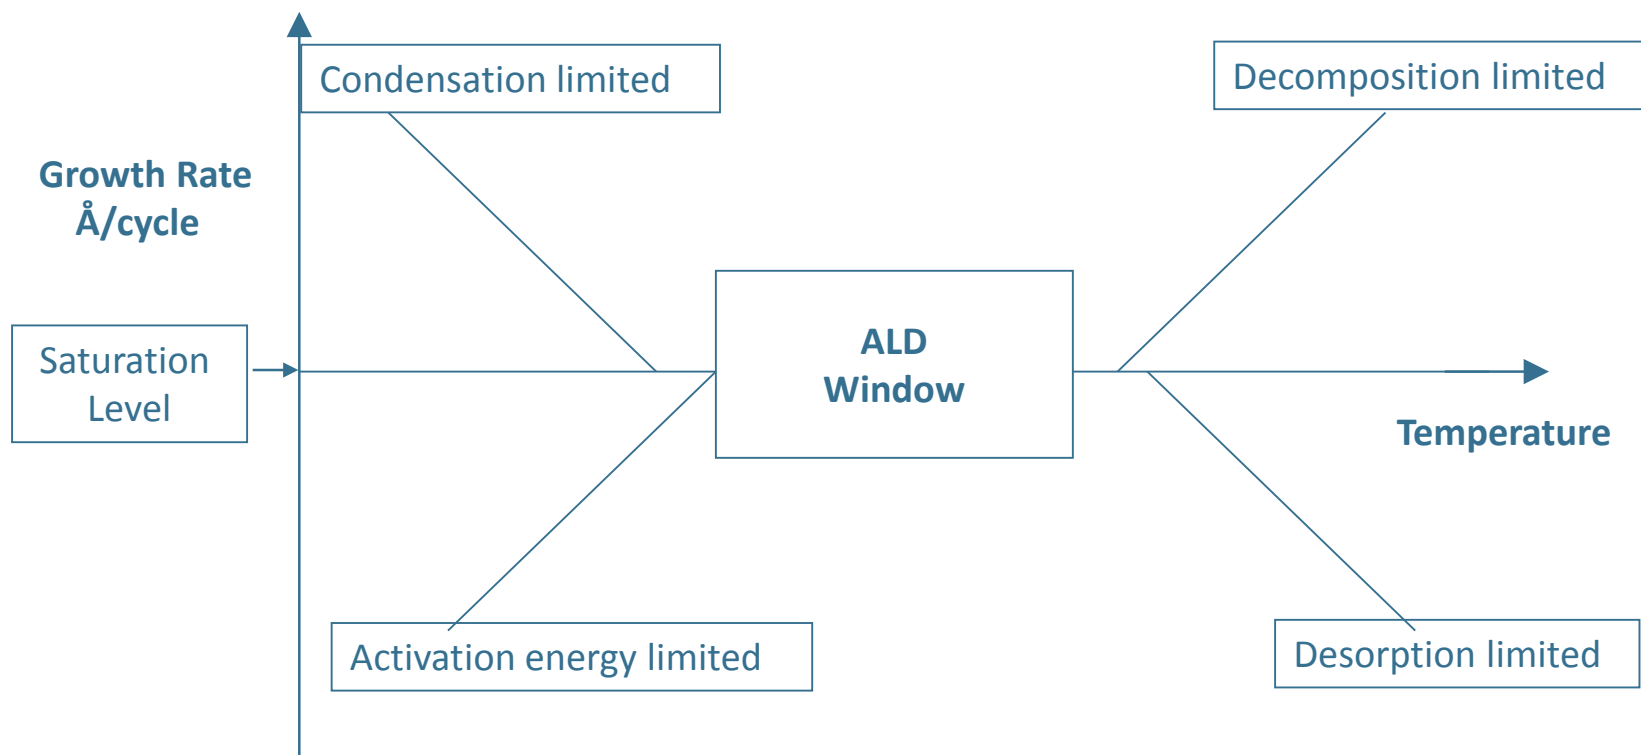 Condensation limited
Decomposition limited
Growth Rate
Å/cycle
Saturation
Level
ALD
Window
Temperature
Activation energy limited
Desorption limited